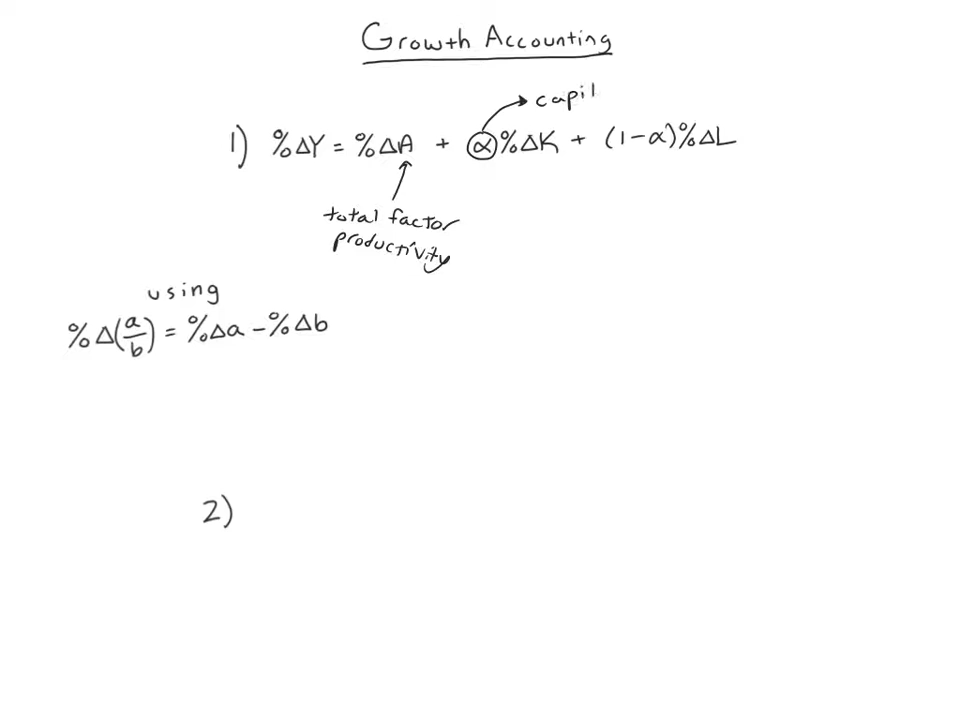 Growth Accounting
capil
1) %ΔY = %ΔA + α%ΔK + (1-α)%ΔL
total factor
productivity
using
%Δ(a/b) = %Δa - %Δb
2)